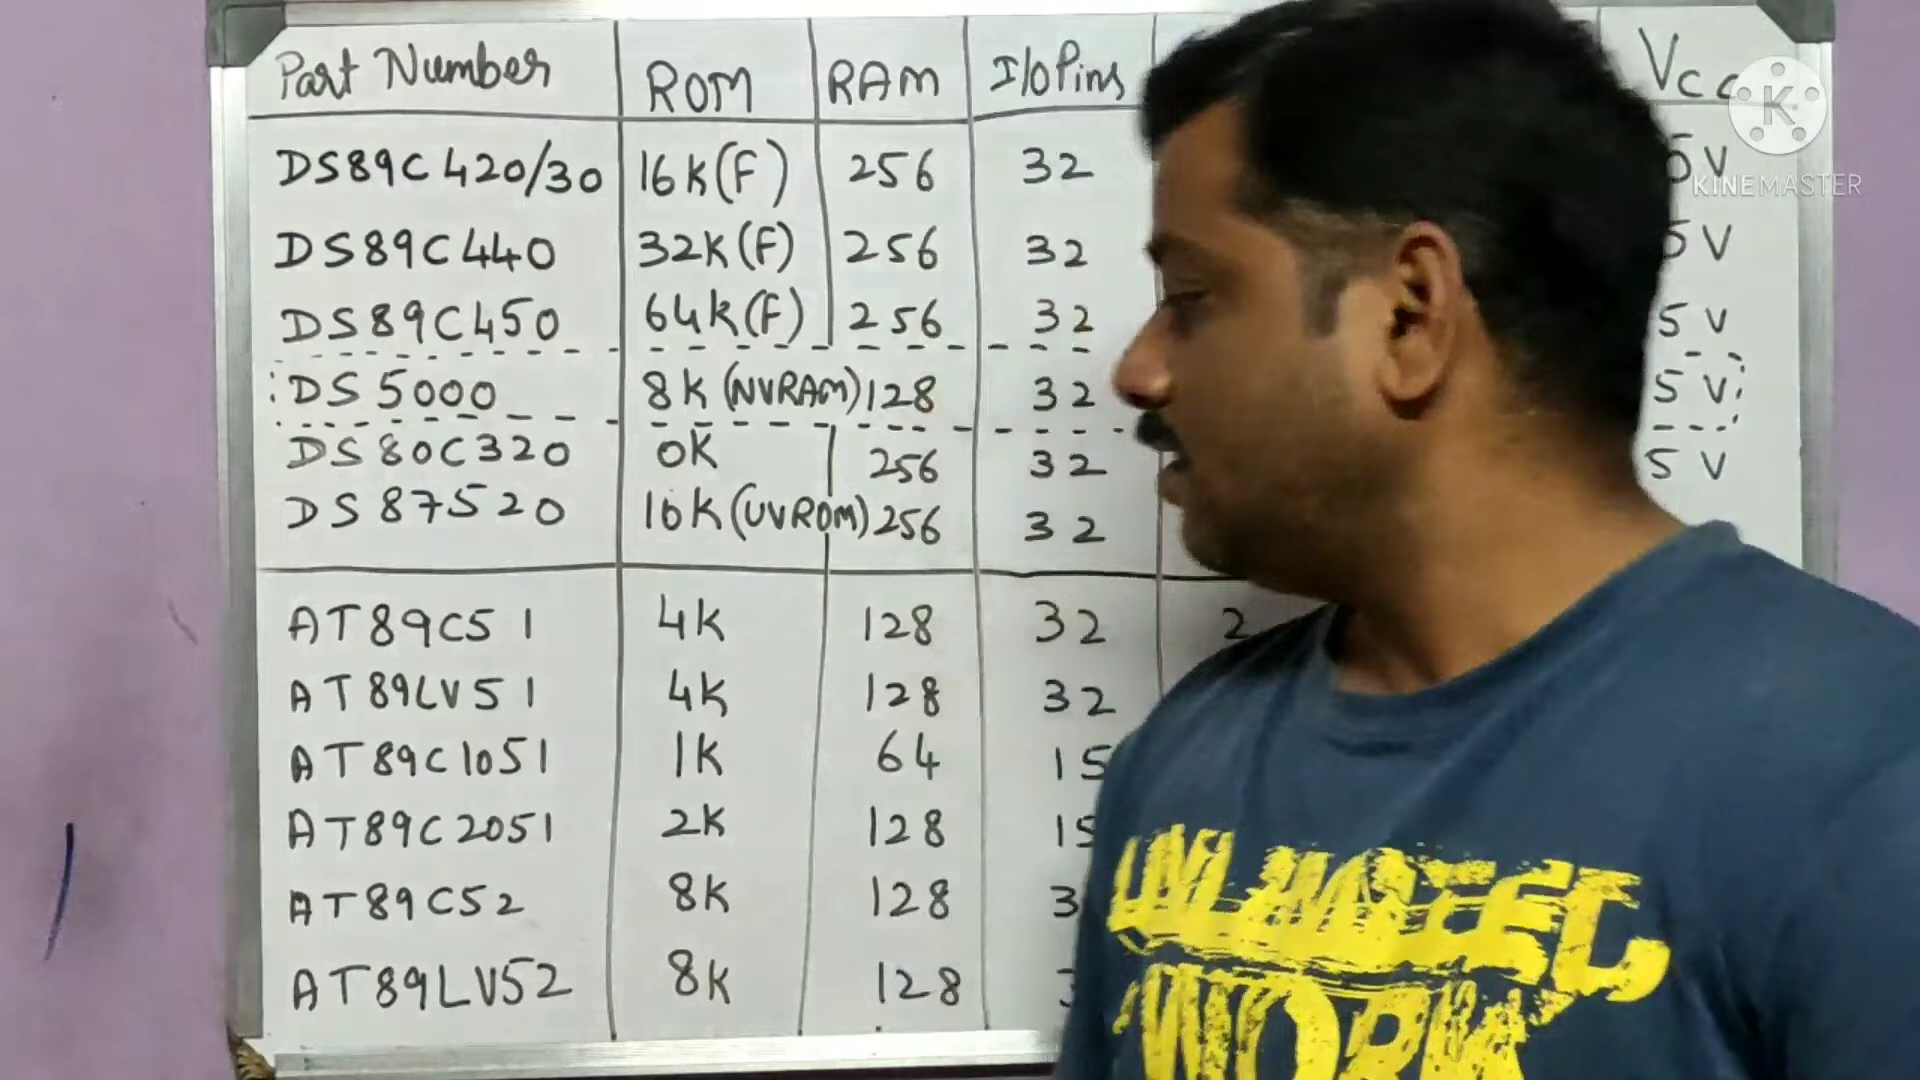 Part Number ROM RAM I/O Pins Vcc
DS89C420/30 16K(F) 256 32 5V
DS89C440 32K(F) 256 32 5V
DS89C450 64K(F) 256 32 5V
DS5000 8K (NVRAM) 128 32 5V
DS80C320 0K 256 32 5V
DS87520 16K (UVROM) 256 32
AT89C51 4K 128 32 2
AT89LV51 4K 128 32
AT89C1051 1K 64 15
AT89C2051 2K 128 15
AT89C52 8K 128 3
AT89LV52 8K 128 3
K
KINEMASTER
WORK